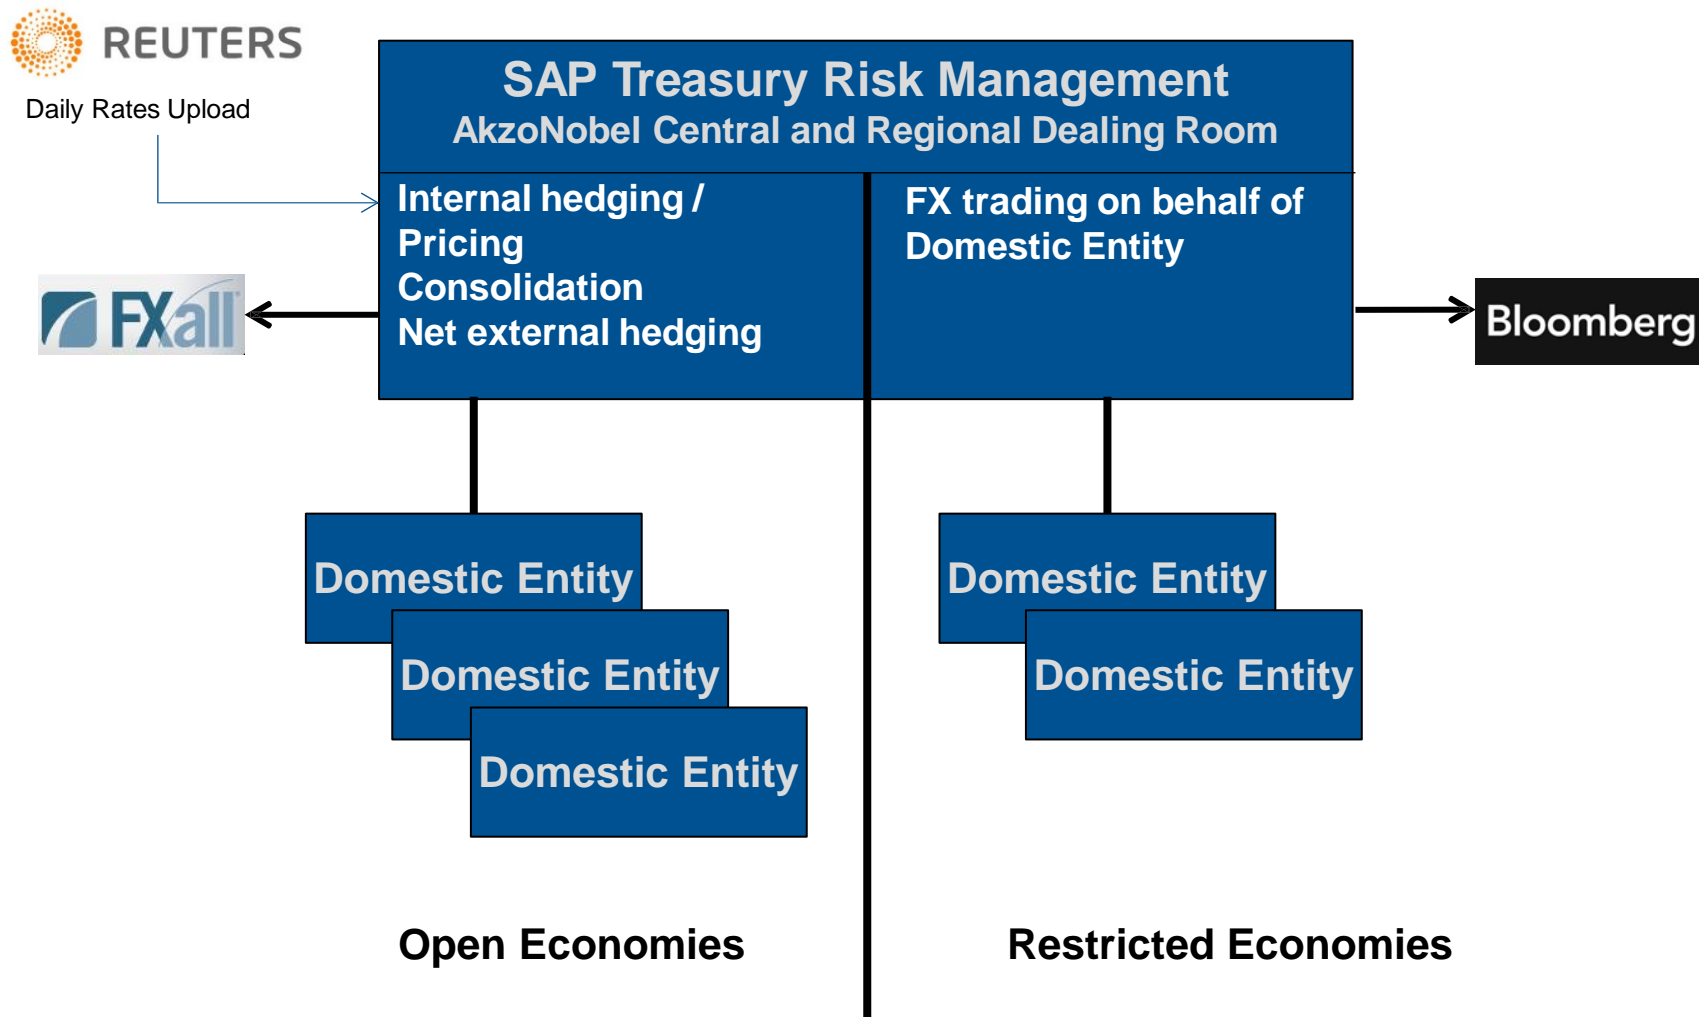 REUTERS
Daily Rates Upload
SAP Treasury Risk Management
AkzoNobel Central and Regional Dealing Room
Internal hedging /
Pricing
Consolidation
Net external hedging
FX trading on behalf of
Domestic Entity
FXall
Bloomberg
Domestic Entity
Domestic Entity
Domestic Entity
Domestic Entity
Domestic Entity
Open Economies
Restricted Economies